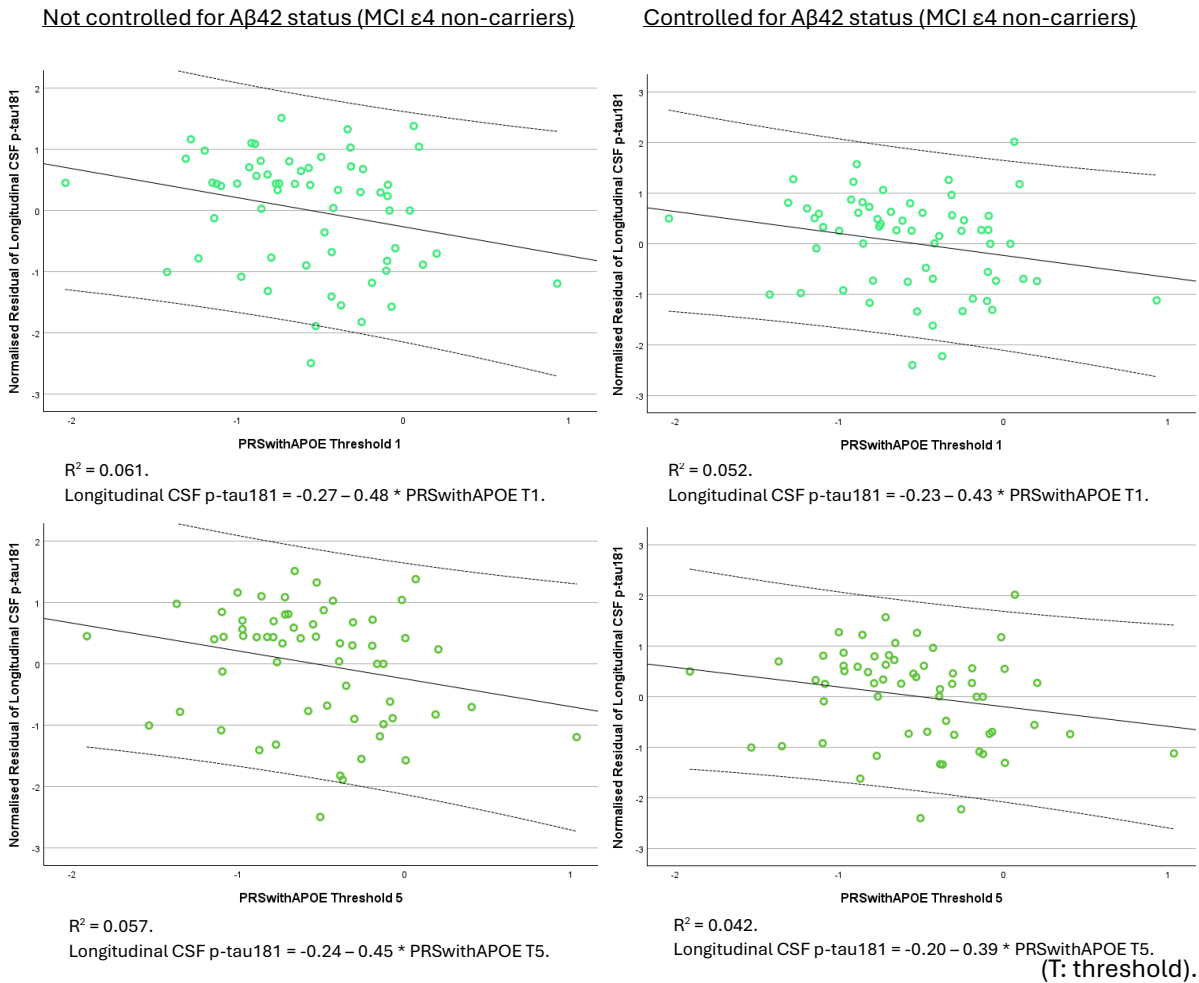 Not controlled for Aβ42 status (MCI ε4 non-carriers)
Controlled for Aβ42 status (MCI ε4 non-carriers)
Normalised Residual of Longitudinal CSF p-tau181
2
1
0
-1
-2
-3
-2
-1
0
1
PRSwithAPOE Threshold 1
R² = 0.061.
Longitudinal CSF p-tau181 = -0.27 – 0.48 * PRSwithAPOE T1.
Normalised Residual of Longitudinal CSF p-tau181
3
2
1
0
-1
-2
-3
-2
-1
0
1
PRSwithAPOE Threshold 1
R² = 0.052.
Longitudinal CSF p-tau181 = -0.23 – 0.43 * PRSwithAPOE T1.
Normalised Residual of Longitudinal CSF p-tau181
2
1
0
-1
-2
-3
-2
-1
0
1
PRSwithAPOE Threshold 5
R² = 0.057.
Longitudinal CSF p-tau181 = -0.24 – 0.45 * PRSwithAPOE T5.
Normalised Residual of Longitudinal CSF p-tau181
3
2
1
0
-1
-2
-3
-2
-1
0
1
PRSwithAPOE Threshold 5
R² = 0.042.
Longitudinal CSF p-tau181 = -0.20 – 0.39 * PRSwithAPOE T5.
(T: threshold).